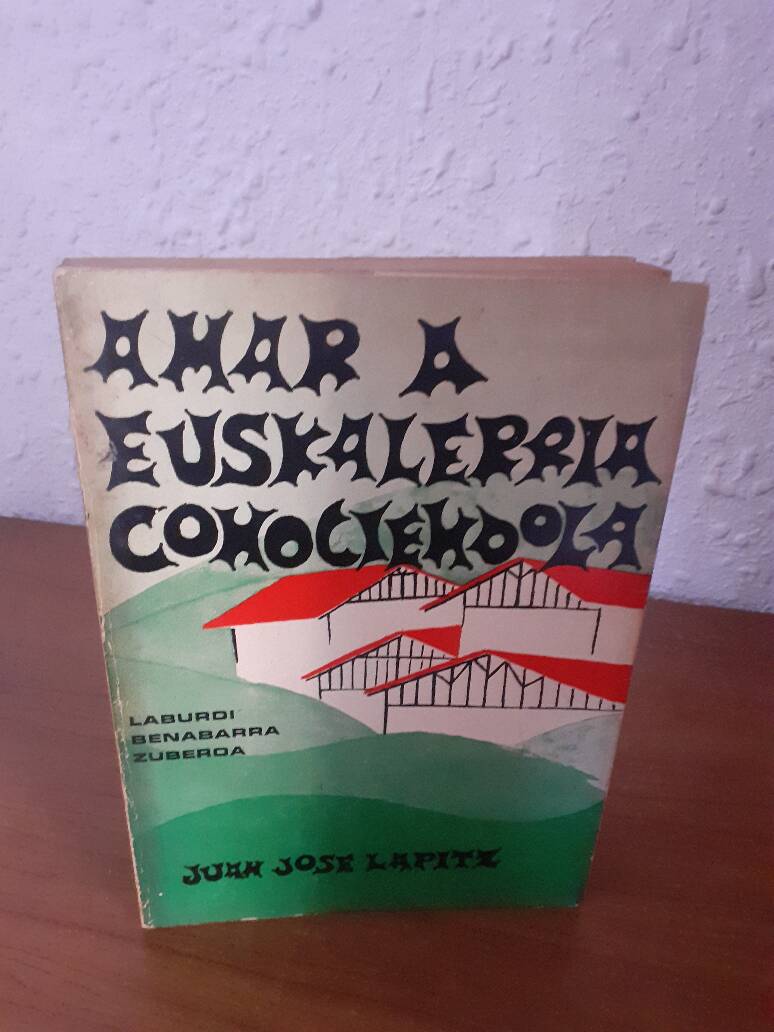 AMAR A
EUSKALERRIA
CONOCIENDOLA
LABURDI
BENABARRA
ZUBEROA
JUAN JOSE LAPITZ